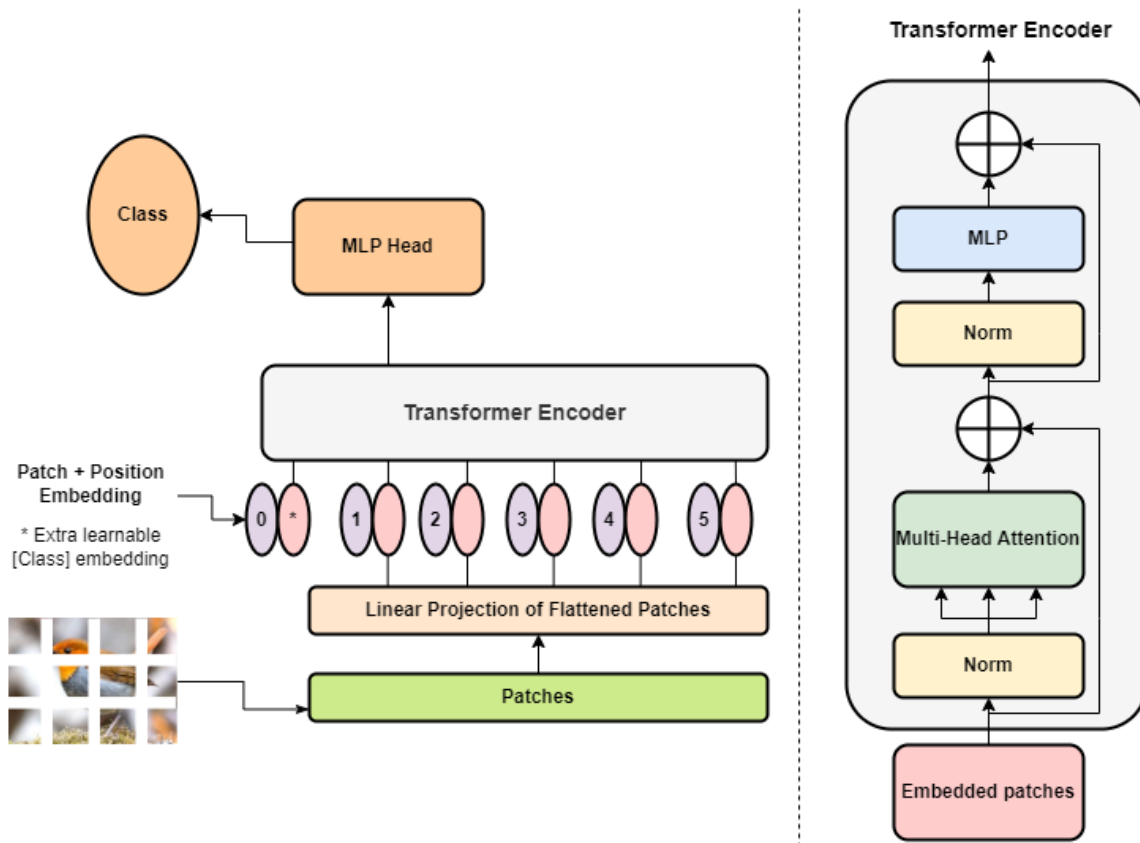 Transformer Encoder
Class
MLP Head
MLP
Norm
Transformer Encoder
Patch + Position
Embedding
* Extra learnable
[Class] embedding
0 * 1 2 3 4 5
Multi-Head Attention
Linear Projection of Flattened Patches
Norm
Patches
Embedded patches